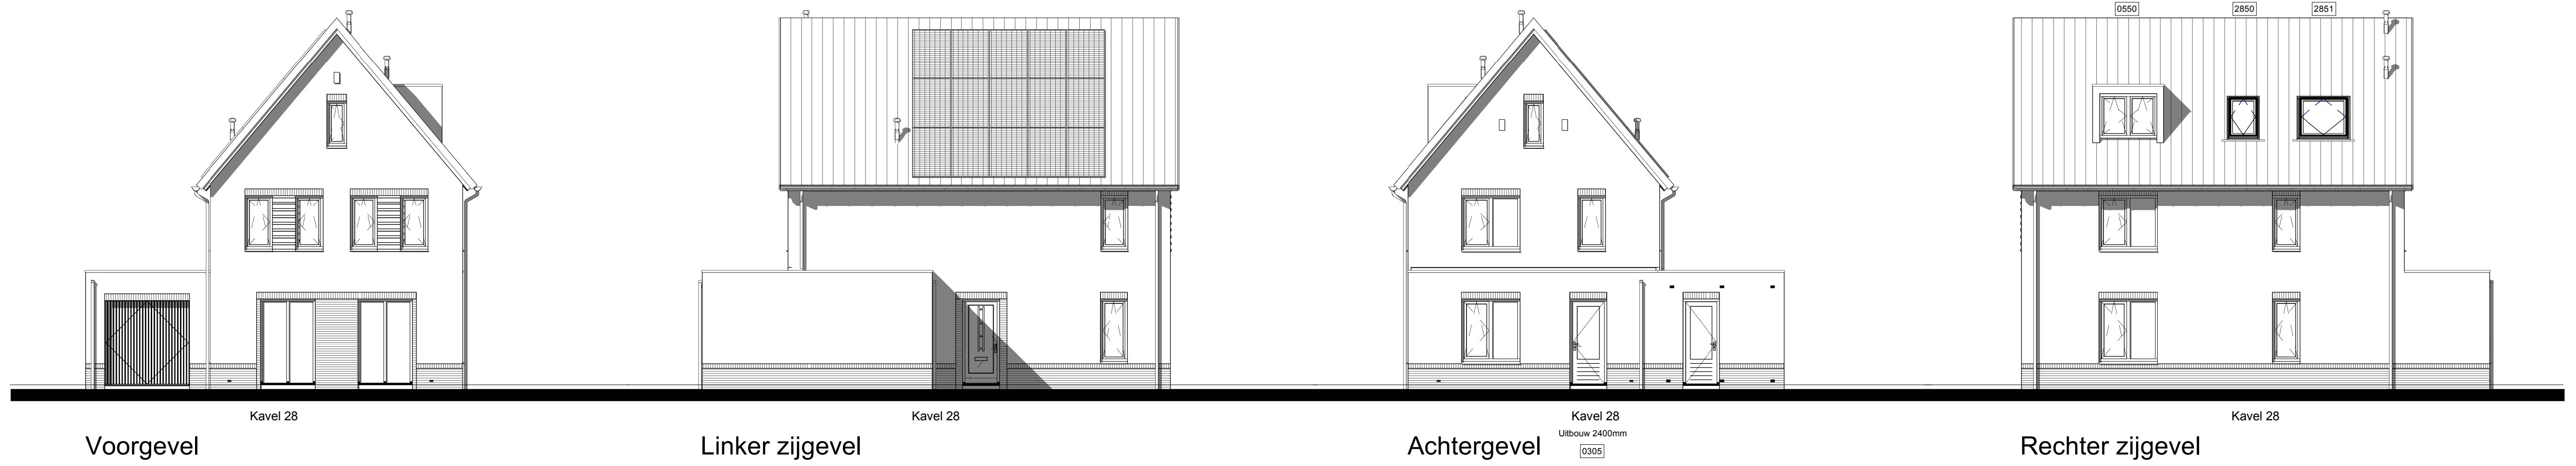 0550
2850
2851
Kavel 28
Kavel 28
Kavel 28
Kavel 28
Voorgevel
Linker zijgevel
Achtergevel
Uitbouw 2400mm
0305
Rechter zijgevel